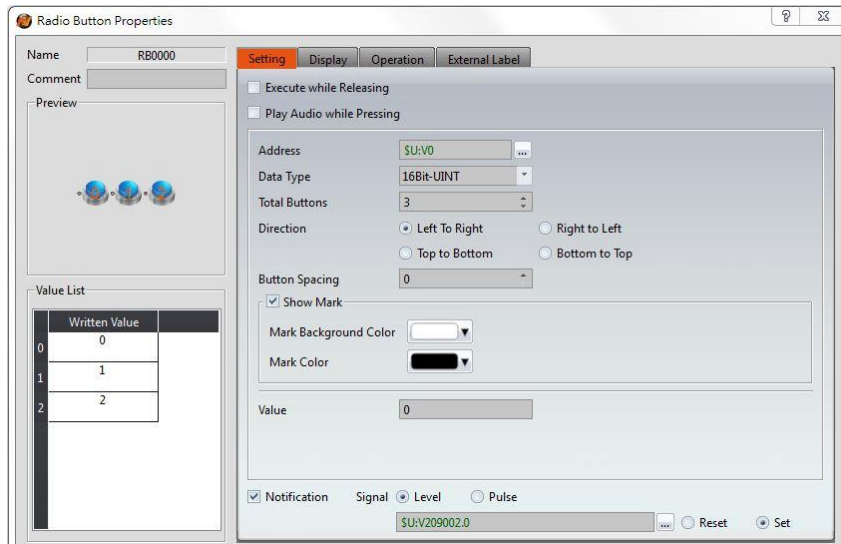 Radio Button Properties
Name RB0000
Comment
Preview
Value List
Written Value
0 0
1 1
2 2
Setting Display Operation External Label
Execute while Releasing
Play Audio while Pressing
Address $U:V0 ...
Data Type 16Bit-UINT
Total Buttons 3
Direction Left To Right Right to Left
Top to Bottom Bottom to Top
Button Spacing 0
Show Mark
Mark Background Color
Mark Color
Value 0
Notification Signal Level Pulse
$U:V209002.0 ... Reset Set